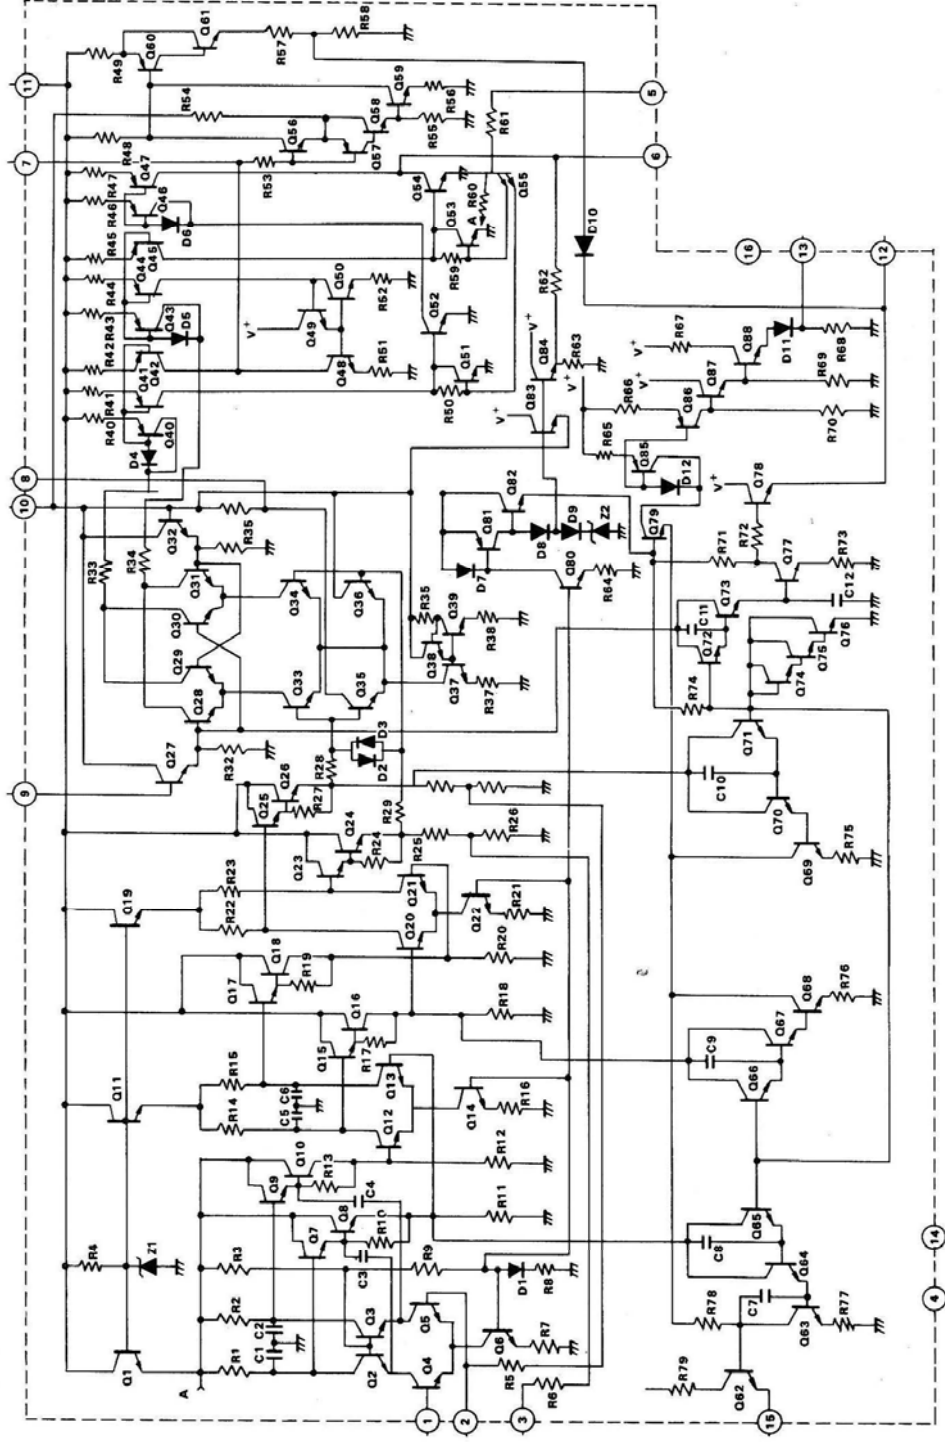 9
10
8
7
11
R4
R40
R41
R42
R43
R44
R45
R46
R47
R48
R49
Q1
Q11
Q19
Q27
Q32
Q40
Q41
Q42
Q43
Q44
Q45
Q46
Q47
Q60
Q61
D4
D5
D6
R54
R57
R58
Z1
A
R1
R2
R3
C1
C2
Q2
Q3
Q4
Q5
Q6
Q7
Q8
Q9
Q10
R10
R13
C3
C4
R9
D1
R8
R7
R5
R6
R11
R12
R14
R15
C5
C6
Q12
Q13
Q14
R16
Q15
Q16
R17
Q17
Q18
R19
R18
R20
R22
R23
Q20
Q21
Q22
R21
Q23
Q24
R24
R25
R26
Q25
Q26
R27
R28
R29
D2
D3
R32
Q28
Q29
Q30
Q31
R33
R34
R35
Q33
Q34
Q35
Q36
R35
Q37
Q38
Q39
R37
R38
V+
Q48
Q49
Q50
R51
R52
R53
Q56
Q57
Q58
Q59
R55
R56
R50
Q51
Q52
Q53
Q54
Q55
R59
A
R60
R61
1
2
3
5
6
D7
Q81
Q82
Q80
R64
D8
D9
Z2
V+
Q83
V+
Q84
R62
R63
D10
V+
R65
R66
V+
V+
R67
Q85
D12
Q86
Q87
Q88
D11
R68
R69
R70
16
13
12
V+
Q78
Q79
R71
R72
Q77
R73
C12
C11
Q72
Q73
R74
Q74
Q75
Q76
Q71
C10
Q70
Q69
R75
C9
Q66
Q67
Q68
R76
C8
Q65
Q64
C7
Q63
R77
R78
R79
Q62
15
4
14